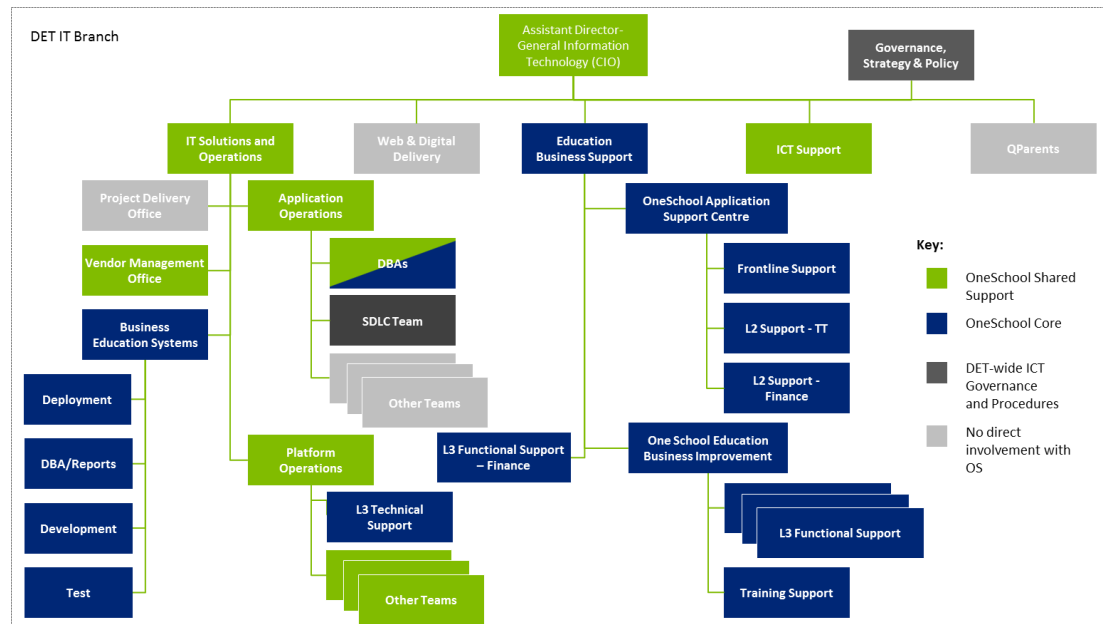 DET IT Branch
Assistant Director-
General Information
Technology (CIO)
Governance,
Strategy & Policy
IT Solutions and
Operations
Web & Digital
Delivery
Education
Business Support
ICT Support
QParents
Project Delivery
Office
Application
Operations
OneSchool Application
Support Centre
Vendor Management
Office
DBAs
Frontline Support
SDLC Team
L2 Support - TT
Business
Education Systems
Other Teams
L2 Support -
Finance
Deployment
DBA/Reports
Development
Test
Platform
Operations
L3 Functional Support
– Finance
One School Education
Business Improvement
L3 Technical
Support
L3 Functional Support
Other Teams
Training Support
Key:
OneSchool Shared
Support
OneSchool Core
DET-wide ICT
Governance
and Procedures
No direct
involvement with
OS